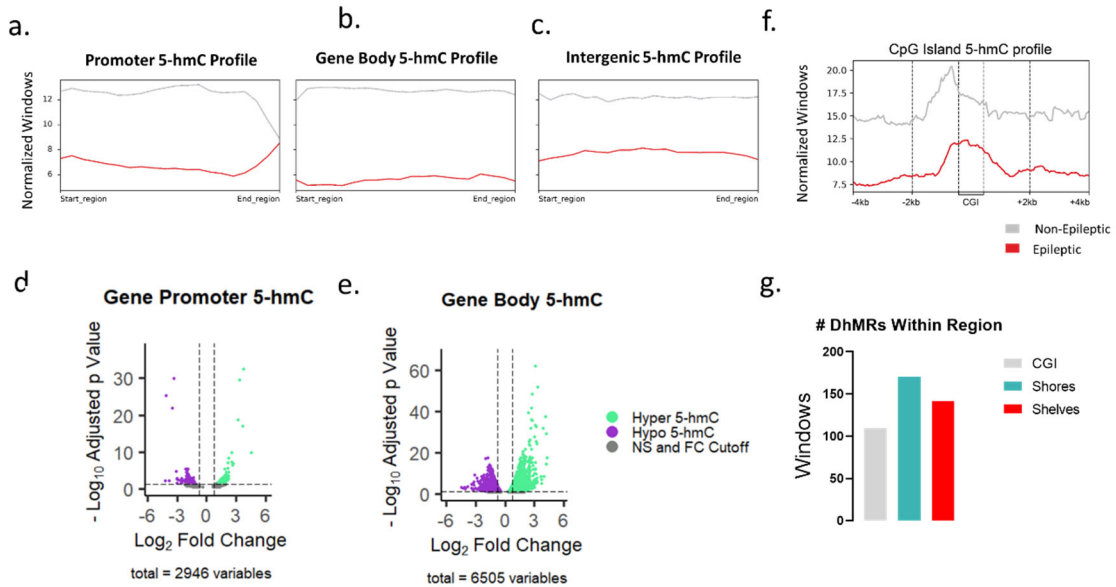 a.
Promoter 5-hmC Profile
Normalized Windows
12
10
8
6
Start_region
End_region
b.
Gene Body 5-hmC Profile
Start_region
End_region
c.
Intergenic 5-hmC Profile
Start_region
End_region
f.
CpG Island 5-hmC profile
Normalized Windows
20.0
17.5
15.0
12.5
10.0
7.5
-4kb
-2kb
CGI
+2kb
+4kb
Non-Epileptic
Epileptic
d
Gene Promoter 5-hmC
- Log10 Adjusted p Value
30
20
10
0
-6
-3
0
3
6
Log2 Fold Change
total = 2946 variables
e.
Gene Body 5-hmC
- Log10 Adjusted p Value
60
40
20
0
-6
-3
0
3
6
Log2 Fold Change
total = 6505 variables
Hyper 5-hmC
Hypo 5-hmC
NS and FC Cutoff
g.
# DhMRs Within Region
Windows
200
150
100
50
0
CGI
Shores
Shelves